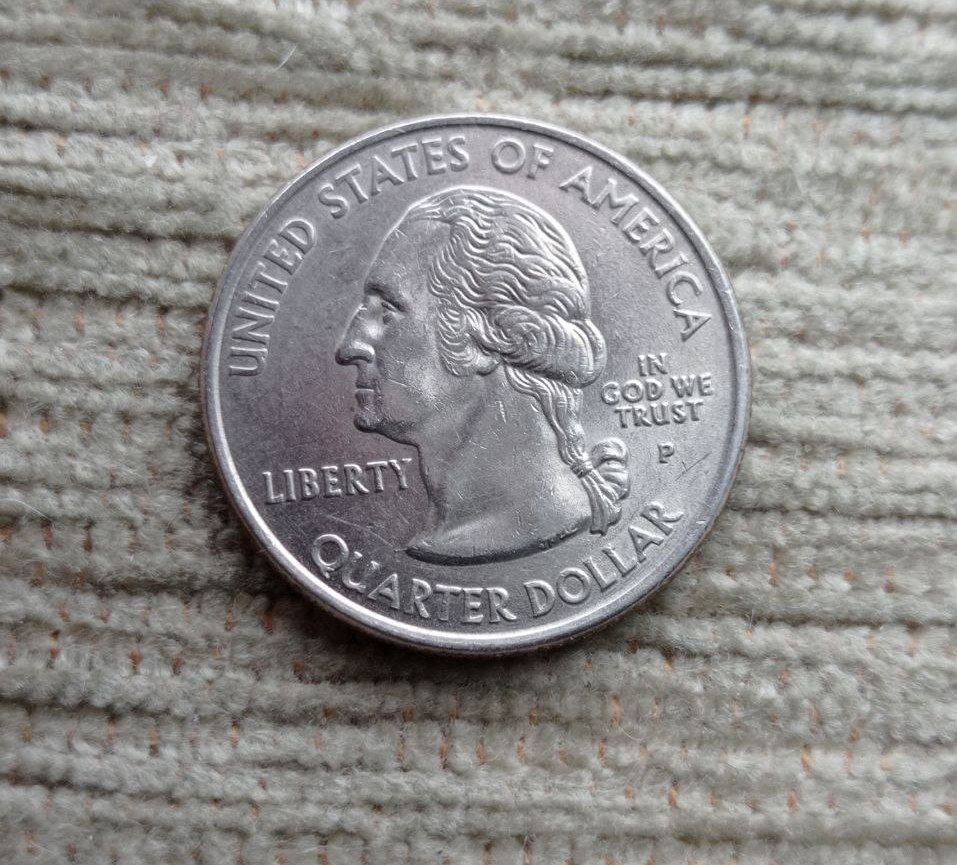 UNITED STATES OF AMERICA
LIBERTY
IN
GOD WE
TRUST
P
QUARTER DOLLAR